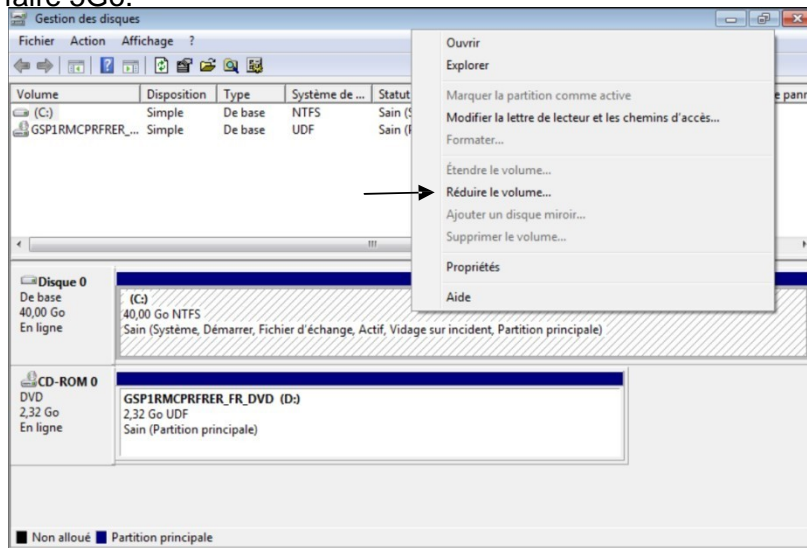 faire 5Go.
Gestion des disques
Fichier Action Affichage ?
Volume Disposition Type Système de ... Statut e pann
(C:) Simple De base NTFS Sain (S
GSP1RMCPRFRER_... Simple De base UDF Sain (P
Ouvrir
Explorer
Marquer la partition comme active
Modifier la lettre de lecteur et les chemins d'accès...
Formater...
Étendre le volume...
Réduire le volume...
Ajouter un disque miroir...
Supprimer le volume...
Propriétés
Aide
Disque 0
De base
40,00 Go
En ligne
(C:)
40,00 Go NTFS
Sain (Système, Démarrer, Fichier d'échange, Actif, Vidage sur incident, Partition principale)
CD-ROM 0
DVD
2,32 Go
En ligne
GSP1RMCPRFRER_FR_DVD (D:)
2,32 Go UDF
Sain (Partition principale)
Non alloué Partition principale